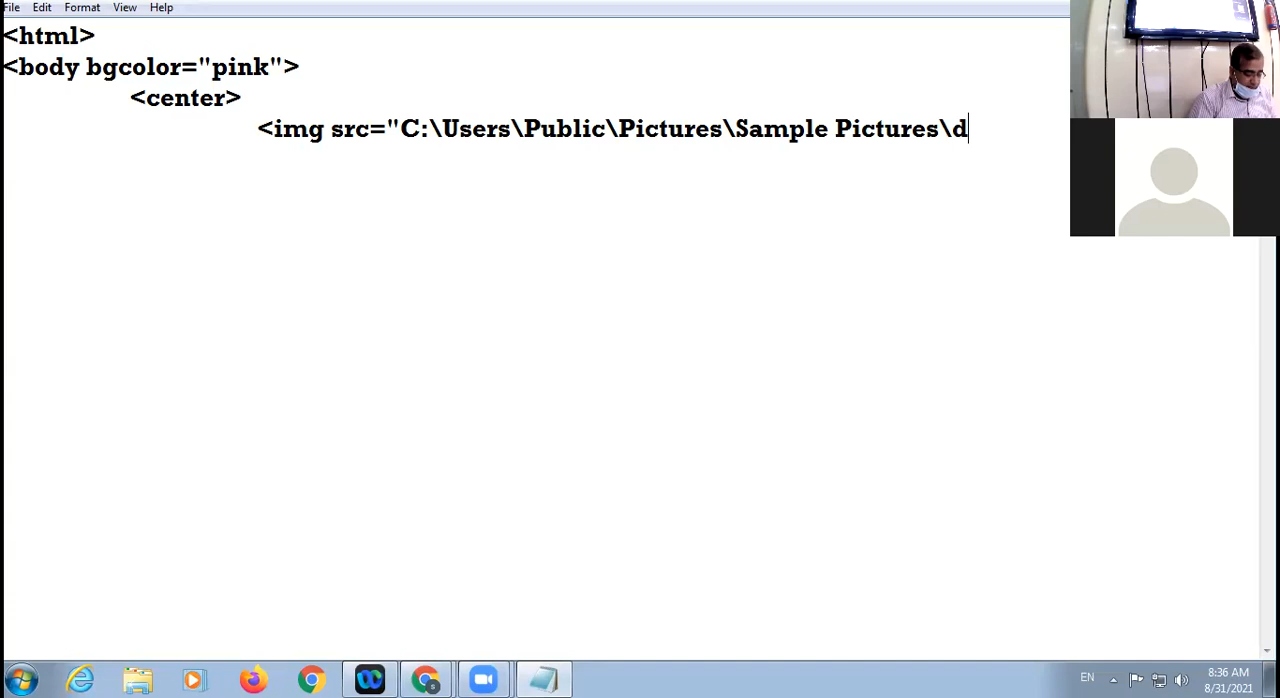 File Edit Format View Help
<html>
<body bgcolor="pink">
<center>
<img src="C:\Users\Public\Pictures\Sample Pictures\d
EN
8:36 AM
8/31/2021